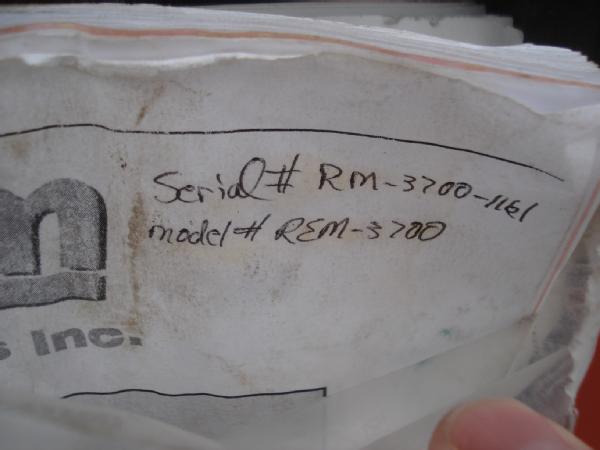 Serial# RM-3700-1161
model# REM-3700
m
s Inc.